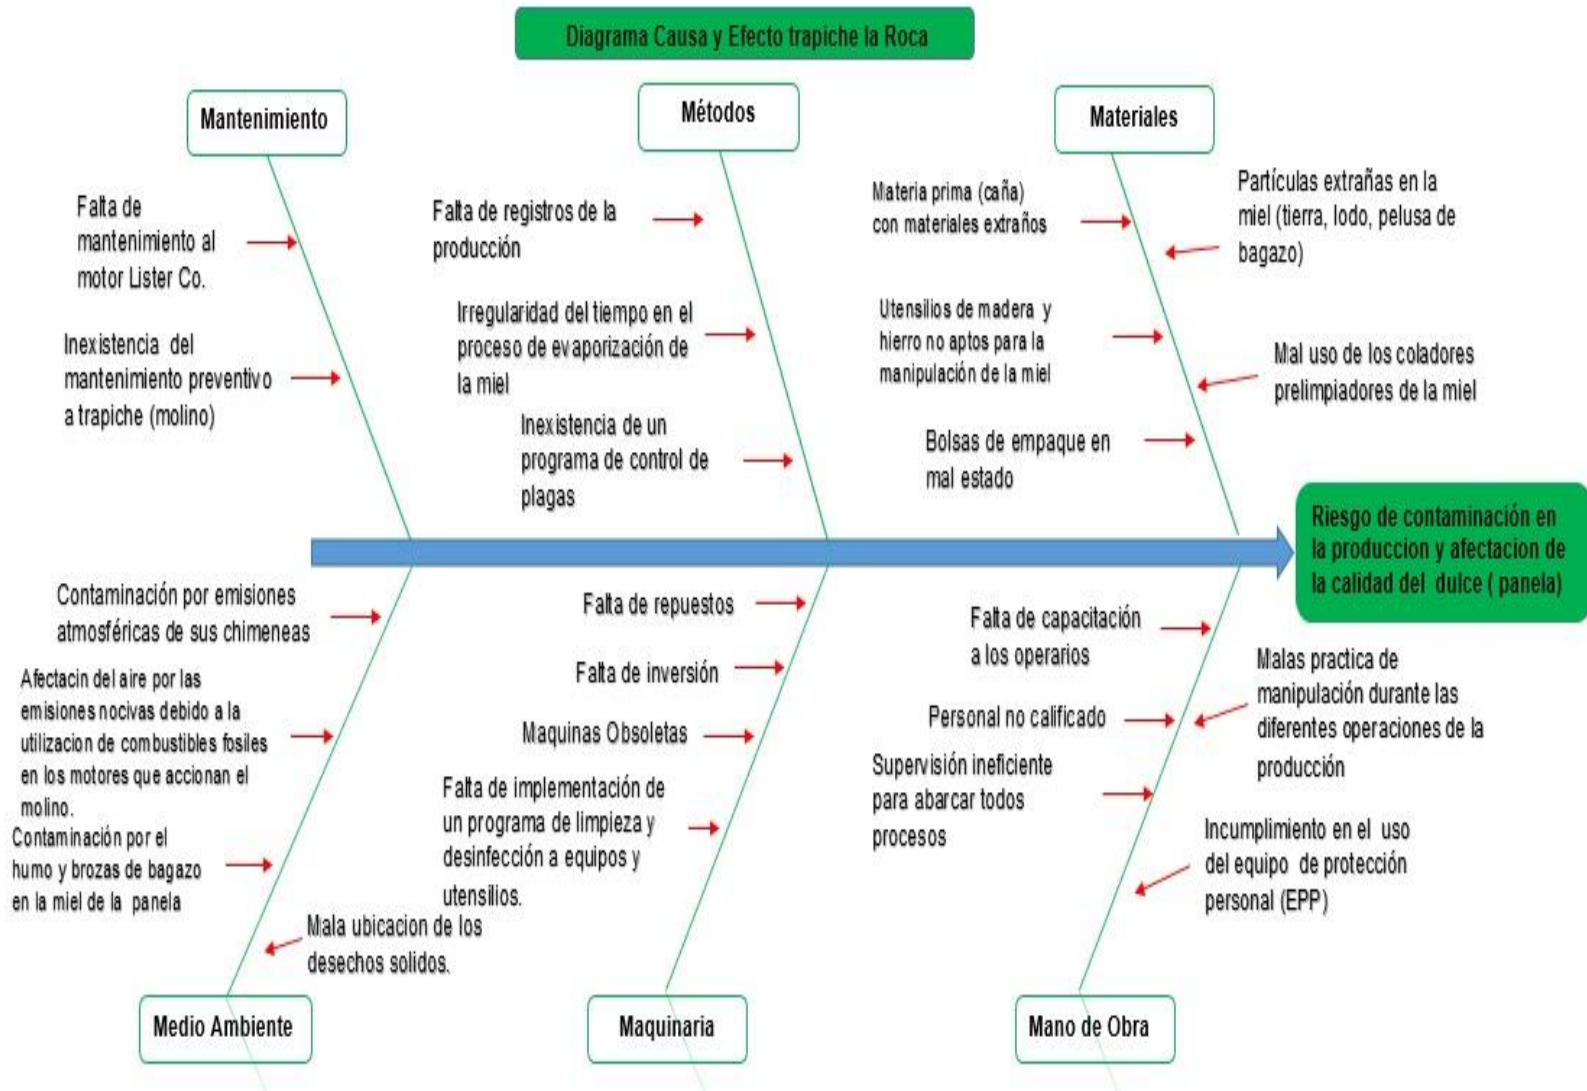 Diagrama Causa y Efecto trapiche la Roca
Mantenimiento
Métodos
Materiales
Falta de
mantenimiento al
motor Lister Co.
Inexistencia del
mantenimiento preventivo
a trapiche (molino)
Falta de registros de la
producción
Irregularidad del tiempo en el
proceso de evaporización de
la miel
Inexistencia de un
programa de control de
plagas
Materia prima (caña)
con materiales extraños
Utensilios de madera y
hierro no aptos para la
manipulación de la miel
Bolsas de empaque en
mal estado
Partículas extrañas en la
miel (tierra, lodo, pelusa de
bagazo)
Mal uso de los coladores
prelimpiadores de la miel
Riesgo de contaminación en
la produccion y afectacion de
la calidad del dulce ( panela)
Contaminación por emisiones
atmosféricas de sus chimeneas
Afectacin del aire por las
emisiones nocivas debido a la
utilizacion de combustibles fosiles
en los motores que accionan el
molino.
Contaminación por el
humo y brozas de bagazo
en la miel de la panela
Mala ubicacion de los
desechos solidos.
Falta de repuestos
Falta de inversión
Maquinas Obsoletas
Falta de implementación de
un programa de limpieza y
desinfección a equipos y
utensilios.
Falta de capacitación
a los operarios
Personal no calificado
Supervisión ineficiente
para abarcar todos
procesos
Malas practica de
manipulación durante las
diferentes operaciones de la
producción
Incumplimiento en el uso
del equipo de protección
personal (EPP)
Medio Ambiente
Maquinaria
Mano de Obra